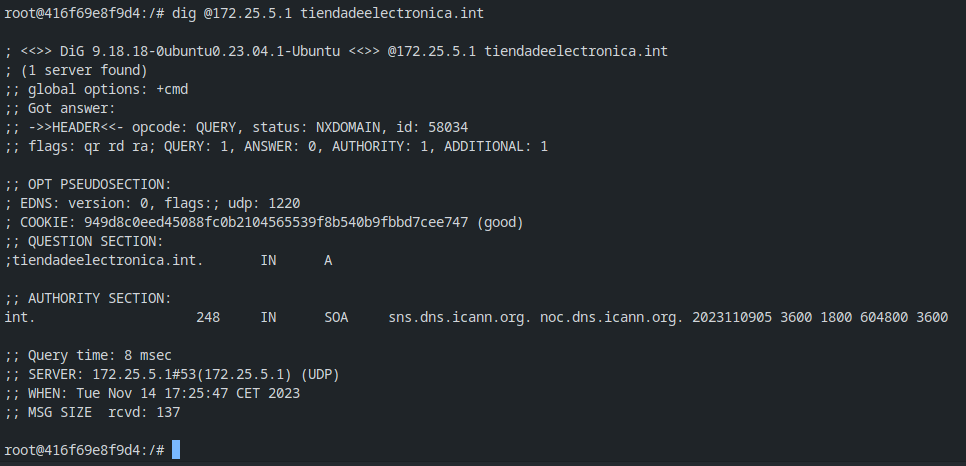 root@416f69e8f9d4:/# dig @172.25.5.1 tiendadeelectronica.int
; <<>> DiG 9.18.18-0ubuntu0.23.04.1-Ubuntu <<>> @172.25.5.1 tiendadeelectronica.int
; (1 server found)
;; global options: +cmd
;; Got answer:
;; ->>HEADER<<- opcode: QUERY, status: NXDOMAIN, id: 58034
;; flags: qr rd ra; QUERY: 1, ANSWER: 0, AUTHORITY: 1, ADDITIONAL: 1
;; OPT PSEUDOSECTION:
; EDNS: version: 0, flags:; udp: 1220
; COOKIE: 949d8c0eed45088fc0b2104565539f8b540b9fbbd7cee747 (good)
;; QUESTION SECTION:
;tiendadeelectronica.int. IN A
;; AUTHORITY SECTION:
int. 248 IN SOA sns.dns.icann.org. noc.dns.icann.org. 2023110905 3600 1800 604800 3600
;; Query time: 8 msec
;; SERVER: 172.25.5.1#53(172.25.5.1) (UDP)
;; WHEN: Tue Nov 14 17:25:47 CET 2023
;; MSG SIZE rcvd: 137
root@416f69e8f9d4:/#